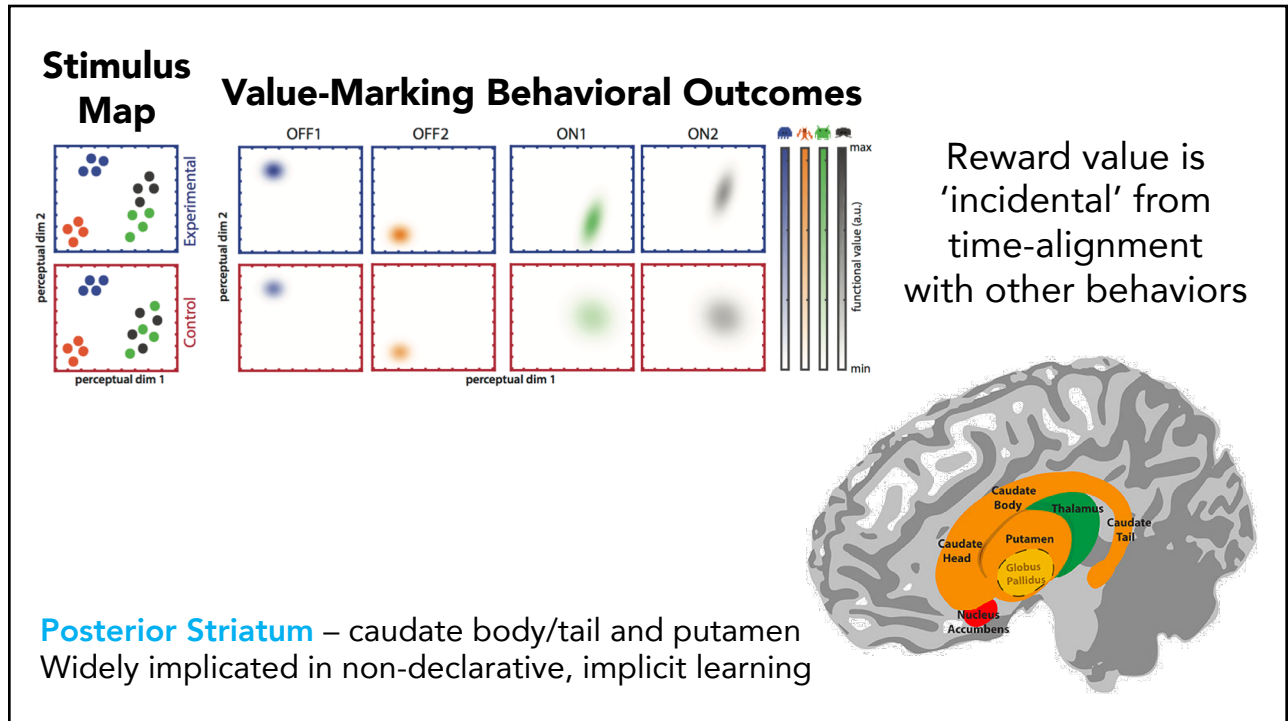 Stimulus
Map
Value-Marking Behavioral Outcomes
OFF1
OFF2
ON1
ON2
perceptual dim 2
Experimental
perceptual dim 2
Control
perceptual dim 1
perceptual dim 2
perceptual dim 1
max
functional value (a.u.)
min
Reward value is
‘incidental’ from
time-alignment
with other behaviors
Caudate
Body
Thalamus
Caudate
Tail
Caudate
Head
Putamen
Globus
Pallidus
Nucleus
Accumbens
Posterior Striatum – caudate body/tail and putamen
Widely implicated in non-declarative, implicit learning